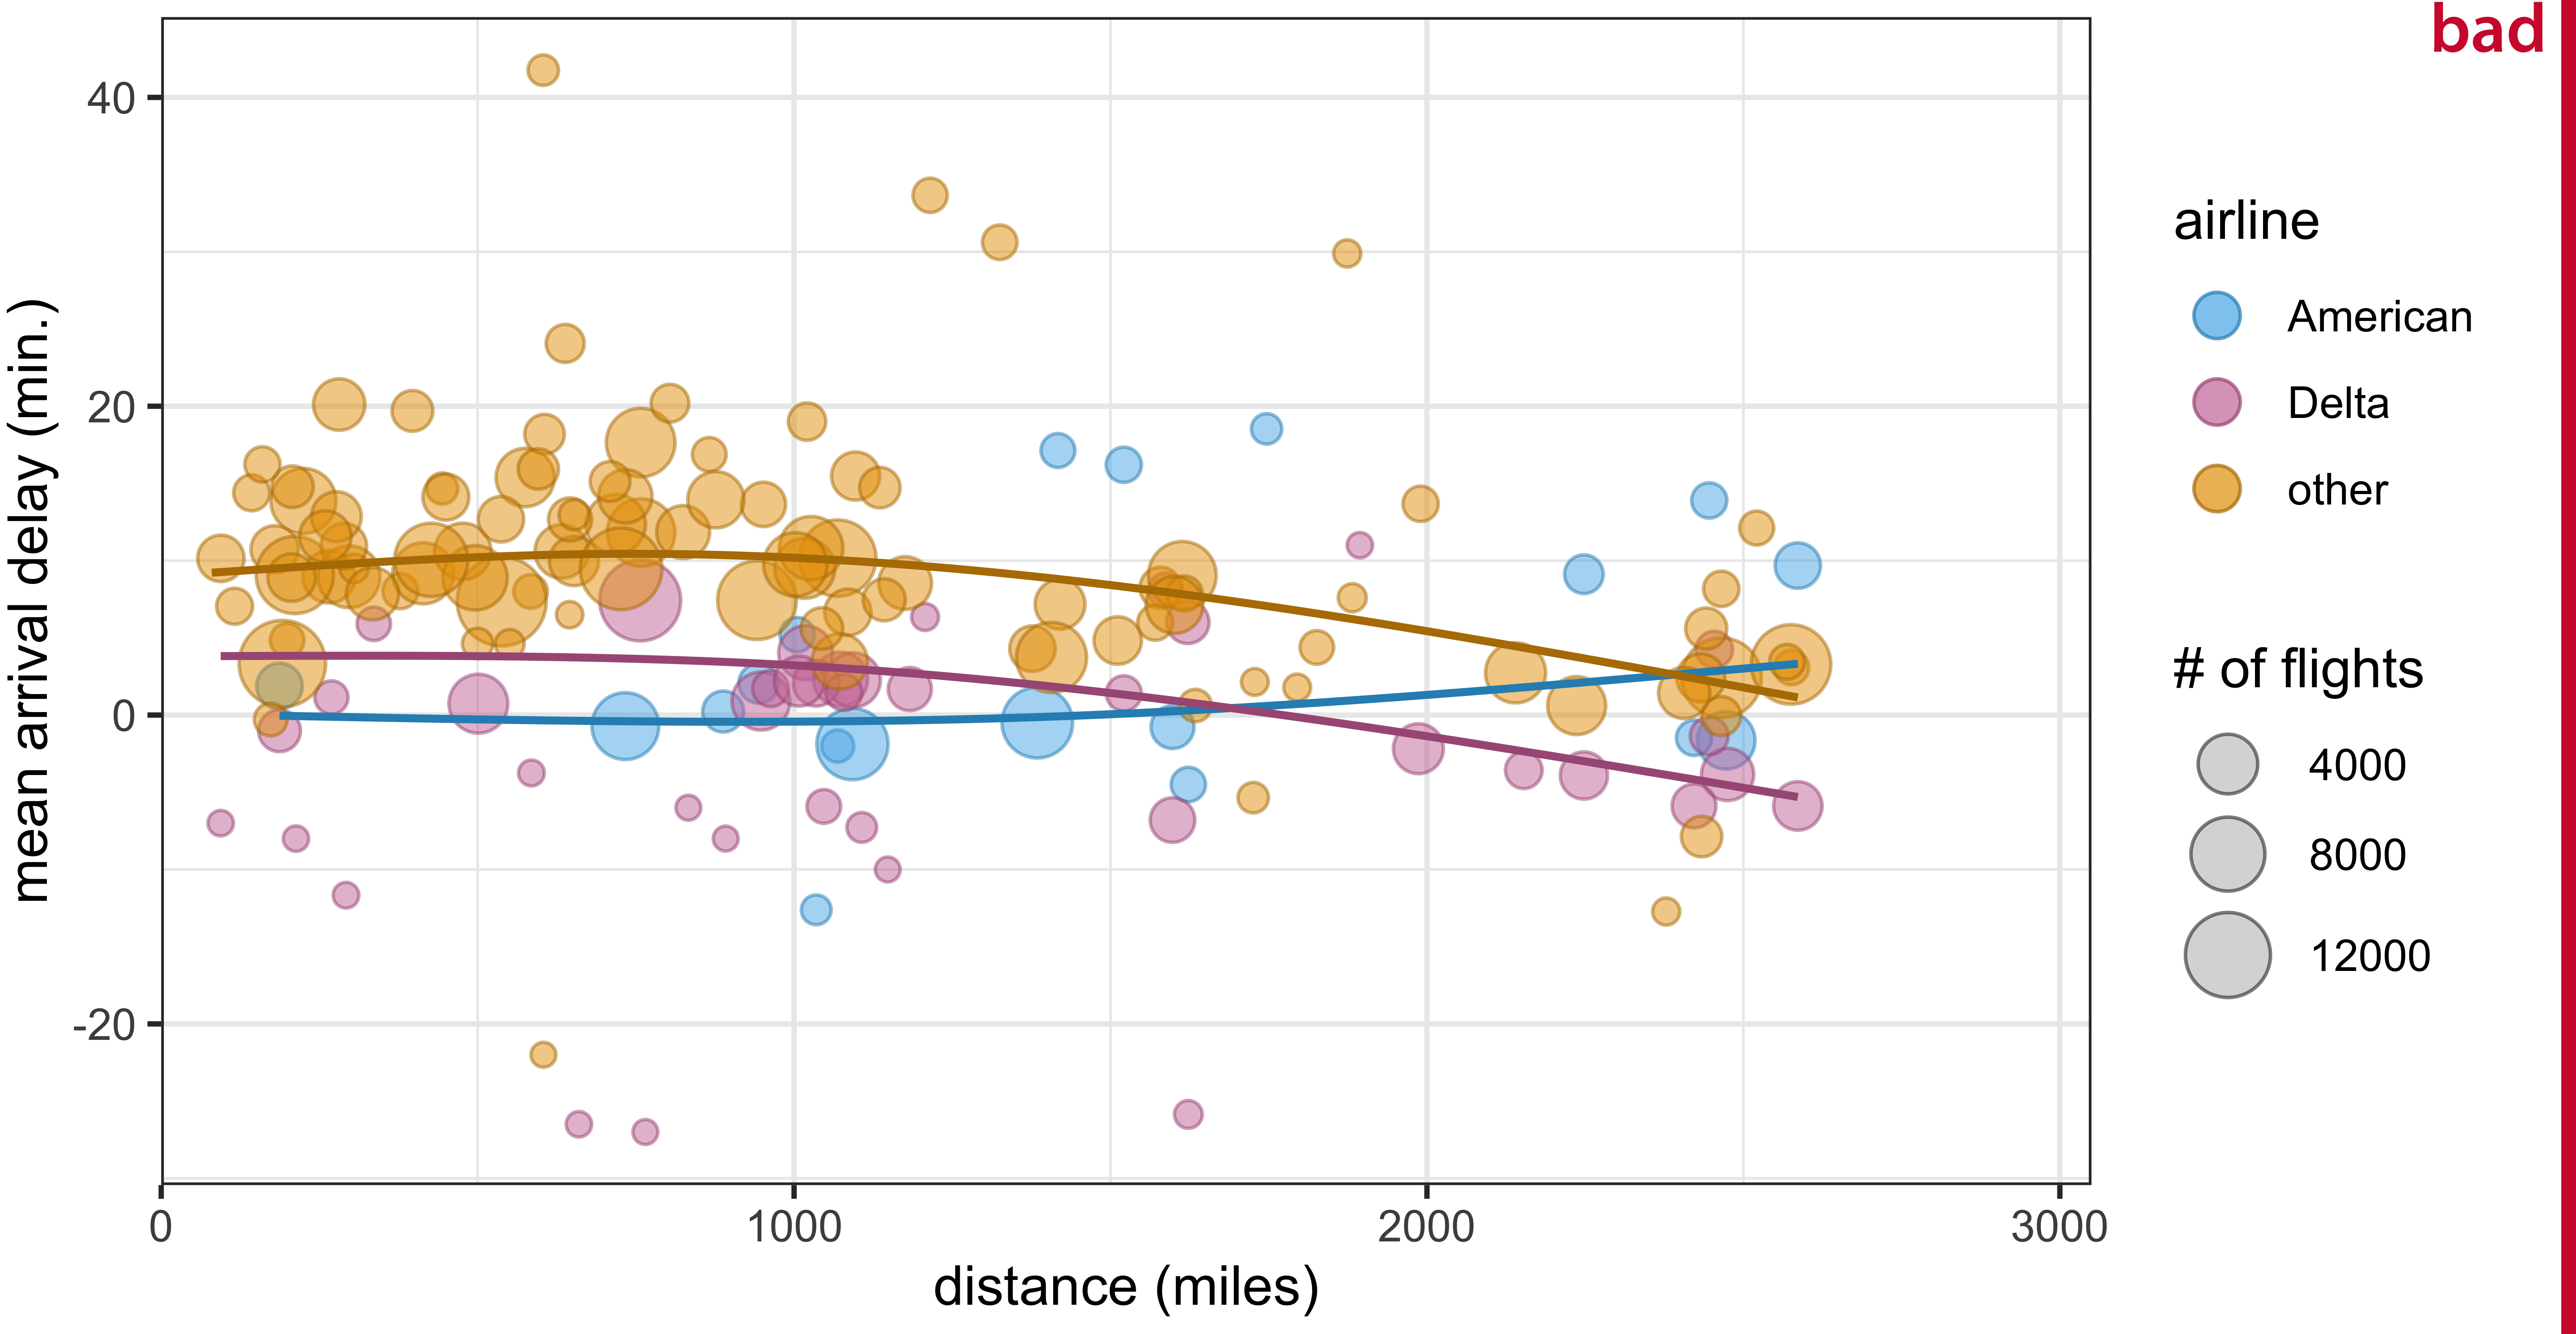 bad
mean arrival delay (min.)
40
20
0
-20
0
1000
2000
3000
distance (miles)
airline
American
Delta
other
# of flights
4000
8000
12000